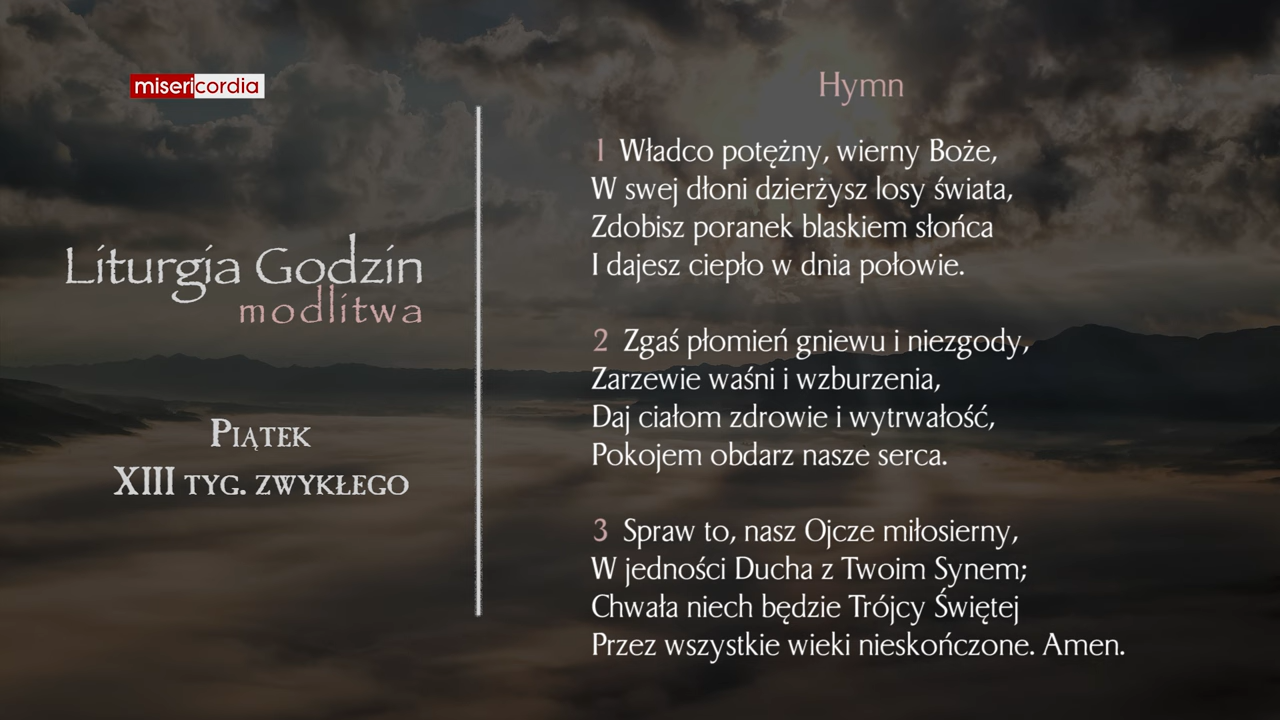 misericordia
Liturgia Godzin
modlitwa
Piątek
XIII tyg. zwykłego
Hymn
1 Władco potężny, wierny Boże,
W swej dłoni dzierżysz losy świata,
Zdobisz poranek blaskiem słońca
I dajesz ciepło w dnia połowie.
2 Zgaś płomień gniewu i niezgody,
Zarzewie waśni i wzburzenia,
Daj ciałom zdrowie i wytrwałość,
Pokojem obdarz nasze serca.
3 Spraw to, nasz Ojcze miłosierny,
W jedności Ducha z Twoim Synem;
Chwała niech będzie Trójcy Świętej
Przez wszystkie wieki nieskończone. Amen.